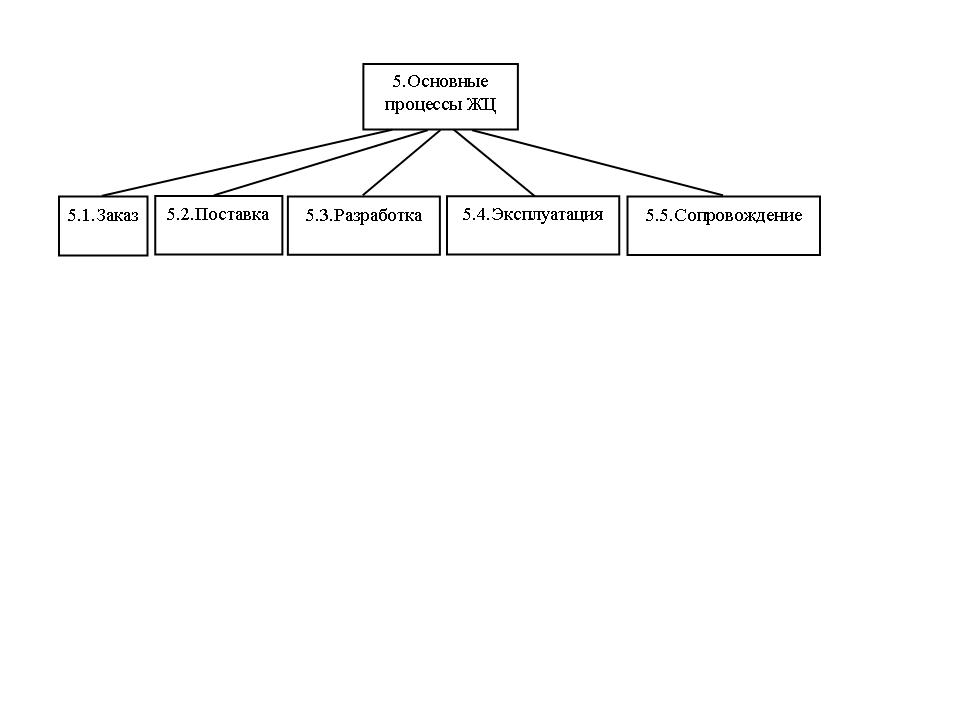 5.Основные
процессы ЖЦ
5.1.Заказ
5.2.Поставка
5.3.Разработка
5.4.Эксплуатация
5.5.Сопровождение